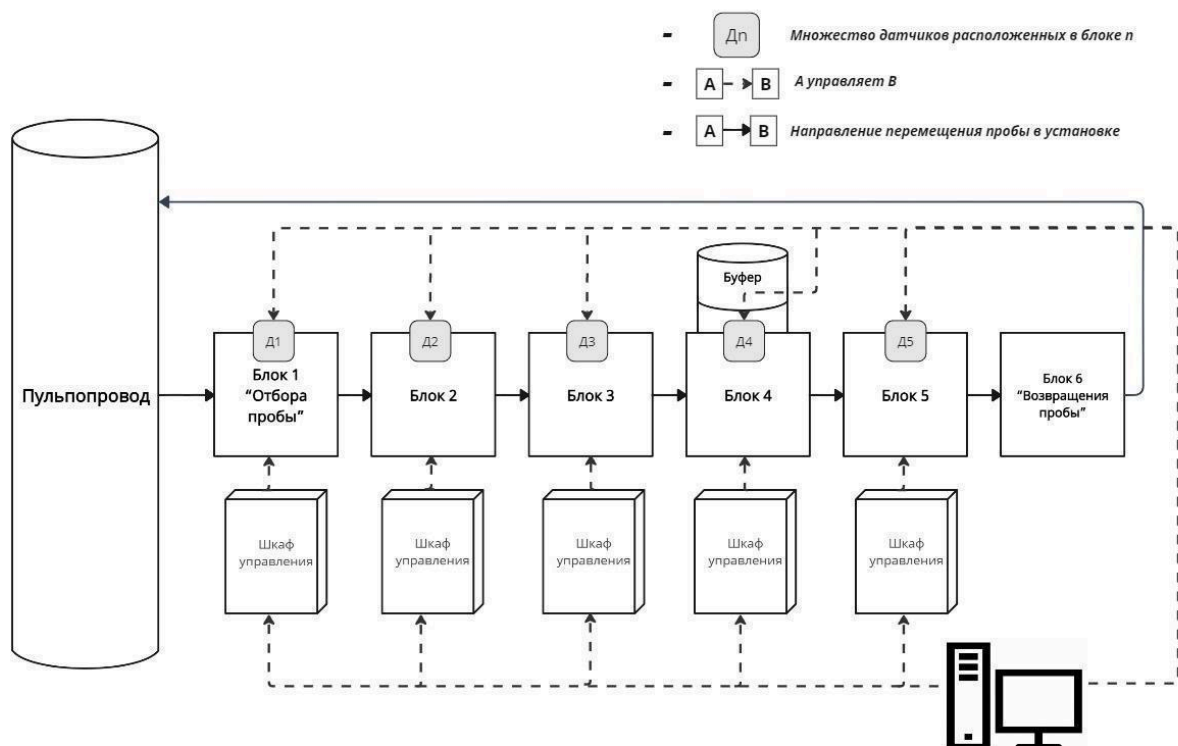 - Дn Множество датчиков расположенных в блоке n
- A B А управляет В
- A B Направление перемещения пробы в установке
Буфер
Д1 Д2 Д3 Д4 Д5
Пульпопровод
Блок 1
“Отбора
пробы”
Блок 2
Блок 3
Блок 4
Блок 5
Блок 6
“Возвращения
пробы”
Шкаф
управления
Шкаф
управления
Шкаф
управления
Шкаф
управления
Шкаф
управления